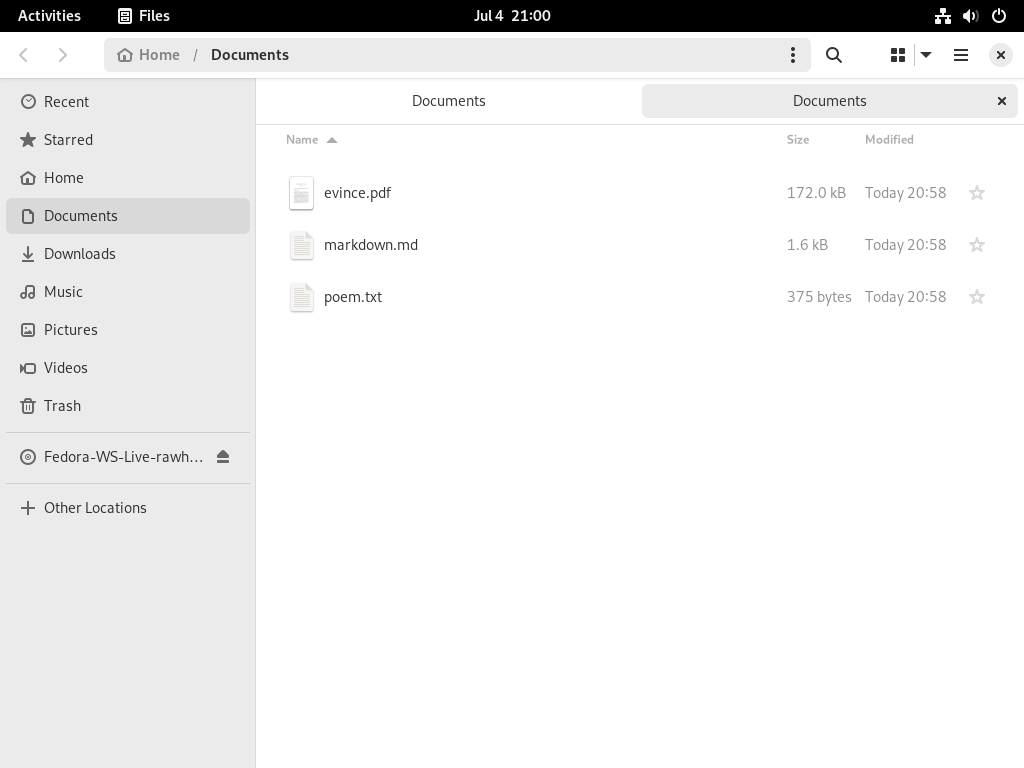 Activities Files Jul 4 21:00
Home / Documents
Recent
Starred
Home
Documents
Downloads
Music
Pictures
Videos
Trash
Fedora-WS-Live-rawh...
Other Locations
Documents Documents
Name Size Modified
evince.pdf 172.0 kB Today 20:58
markdown.md 1.6 kB Today 20:58
poem.txt 375 bytes Today 20:58